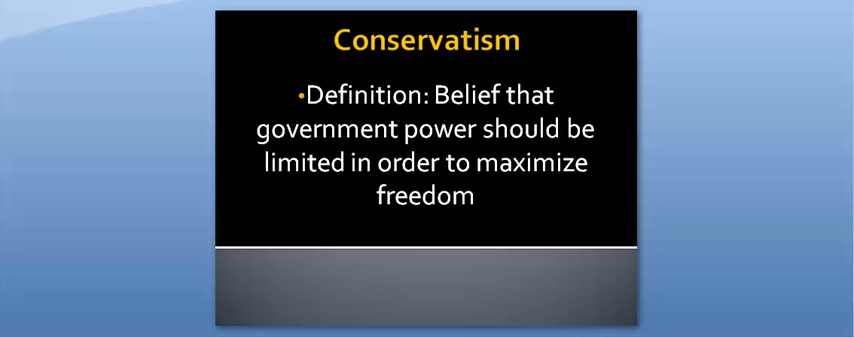 Conservatism
•Definition: Belief that
government power should be
limited in order to maximize
freedom